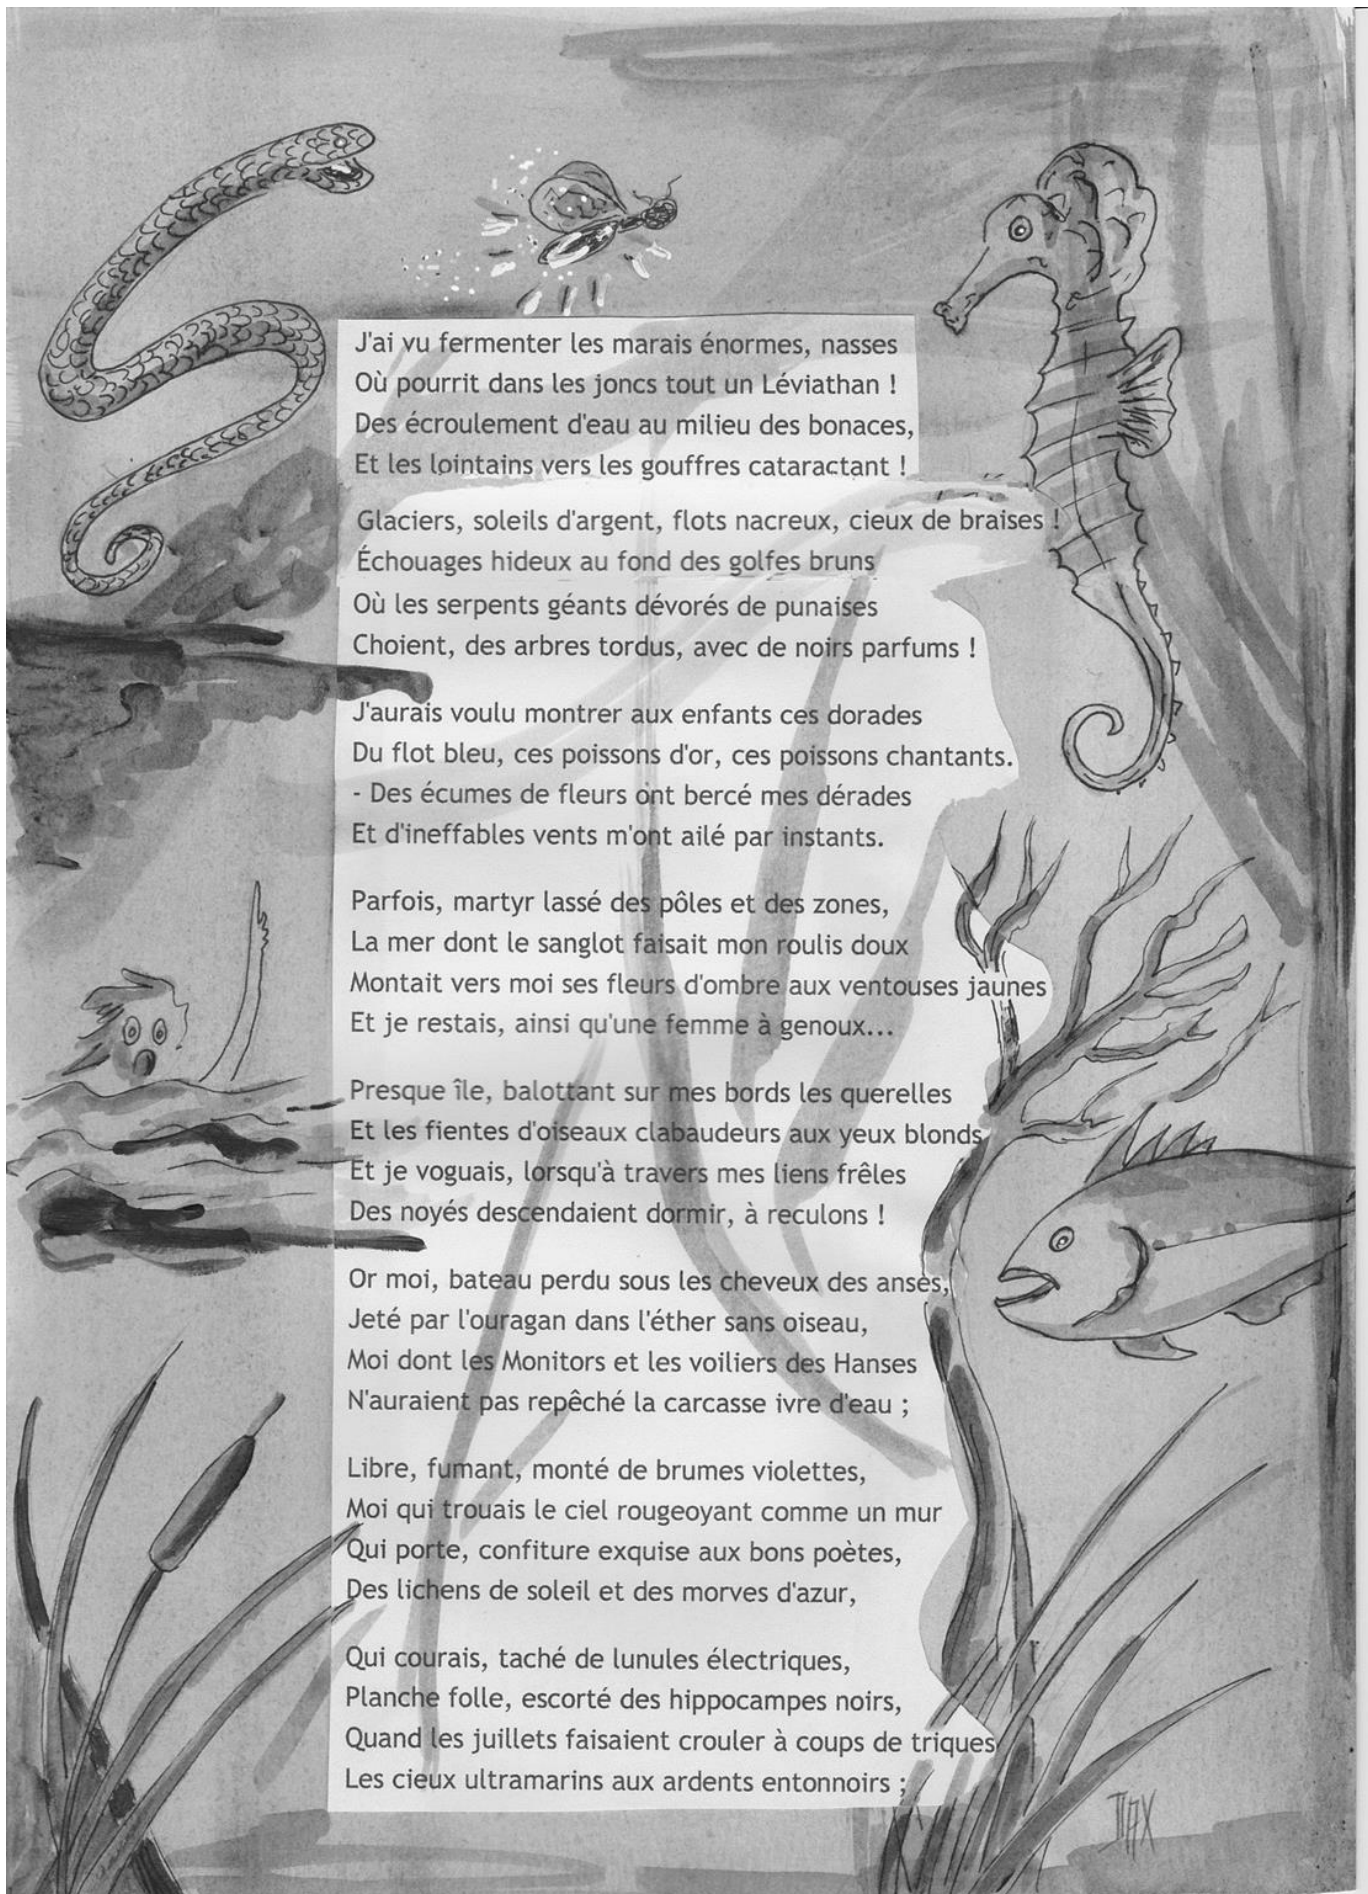 J'ai vu fermenter les marais énormes, nasses
Où pourrit dans les joncs tout un Léviathan !
Des écroulement d'eau au milieu des bonaces,
Et les lointains vers les gouffres cataractant !
Glaciers, soleils d'argent, flots nacreux, cieux de braises !
Échouages hideux au fond des golfes bruns
Où les serpents géants dévorés de punaises
Choient, des arbres tordus, avec de noirs parfums !
J'aurais voulu montrer aux enfants ces dorades
Du flot bleu, ces poissons d'or, ces poissons chantants.
- Des écumes de fleurs ont bercé mes dérades
Et d'ineffables vents m'ont ailé par instants.
Parfois, martyr lassé des pôles et des zones,
La mer dont le sanglot faisait mon roulis doux
Montait vers moi ses fleurs d'ombre aux ventouses jaunes
Et je restais, ainsi qu'une femme à genoux...
Presque île, balottant sur mes bords les querelles
Et les fientes d'oiseaux clabaudeurs aux yeux blonds
Et je voguais, lorsqu'à travers mes liens frêles
Des noyés descendaient dormir, à reculons !
Or moi, bateau perdu sous les cheveux des anses,
Jeté par l'ouragan dans l'éther sans oiseau,
Moi dont les Monitors et les voiliers des Hanses
N'auraient pas repêché la carcasse ivre d'eau ;
Libre, fumant, monté de brumes violettes,
Moi qui trouais le ciel rougeoyant comme un mur
Qui porte, confiture exquise aux bons poètes,
Des lichens de soleil et des morves d'azur,
Qui courais, taché de lunules électriques,
Planche folle, escorté des hippocampes noirs,
Quand les juillets faisaient crouler à coups de triques
Les cieux ultramarins aux ardents entonnoirs ;